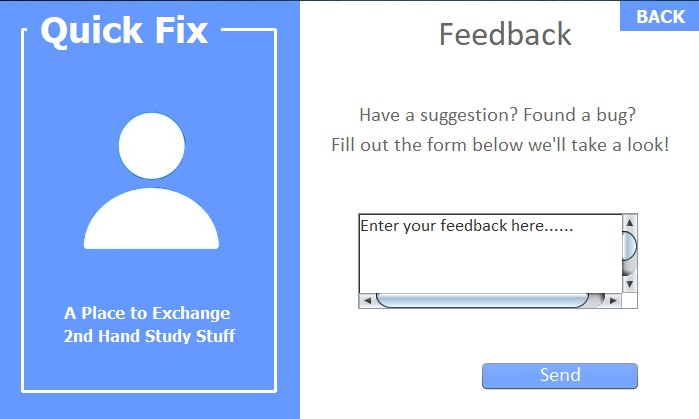 Quick Fix
A Place to Exchange
2nd Hand Study Stuff
BACK
Feedback
Have a suggestion? Found a bug?
Fill out the form below we'll take a look!
Enter your feedback here......
Send